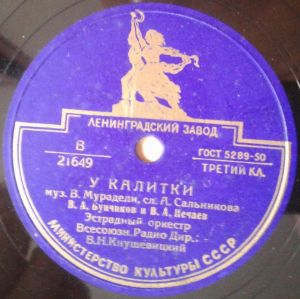 ЛЕНИНГРАДСКИЙ ЗАВОД
В
21649
ГОСТ 5289-50
ТРЕТИЙ КЛ.
У КАЛИТКИ
муз. В. Мурадели, сл. А. Сальникова
В. А. Бунчиков и В. А. Нечаев
Эстрадный оркестр
Всесоюзн. Радио Дир.:
В. Н. Кнушевицкий
МИНИСТЕРСТВО КУЛЬТУРЫ СССР